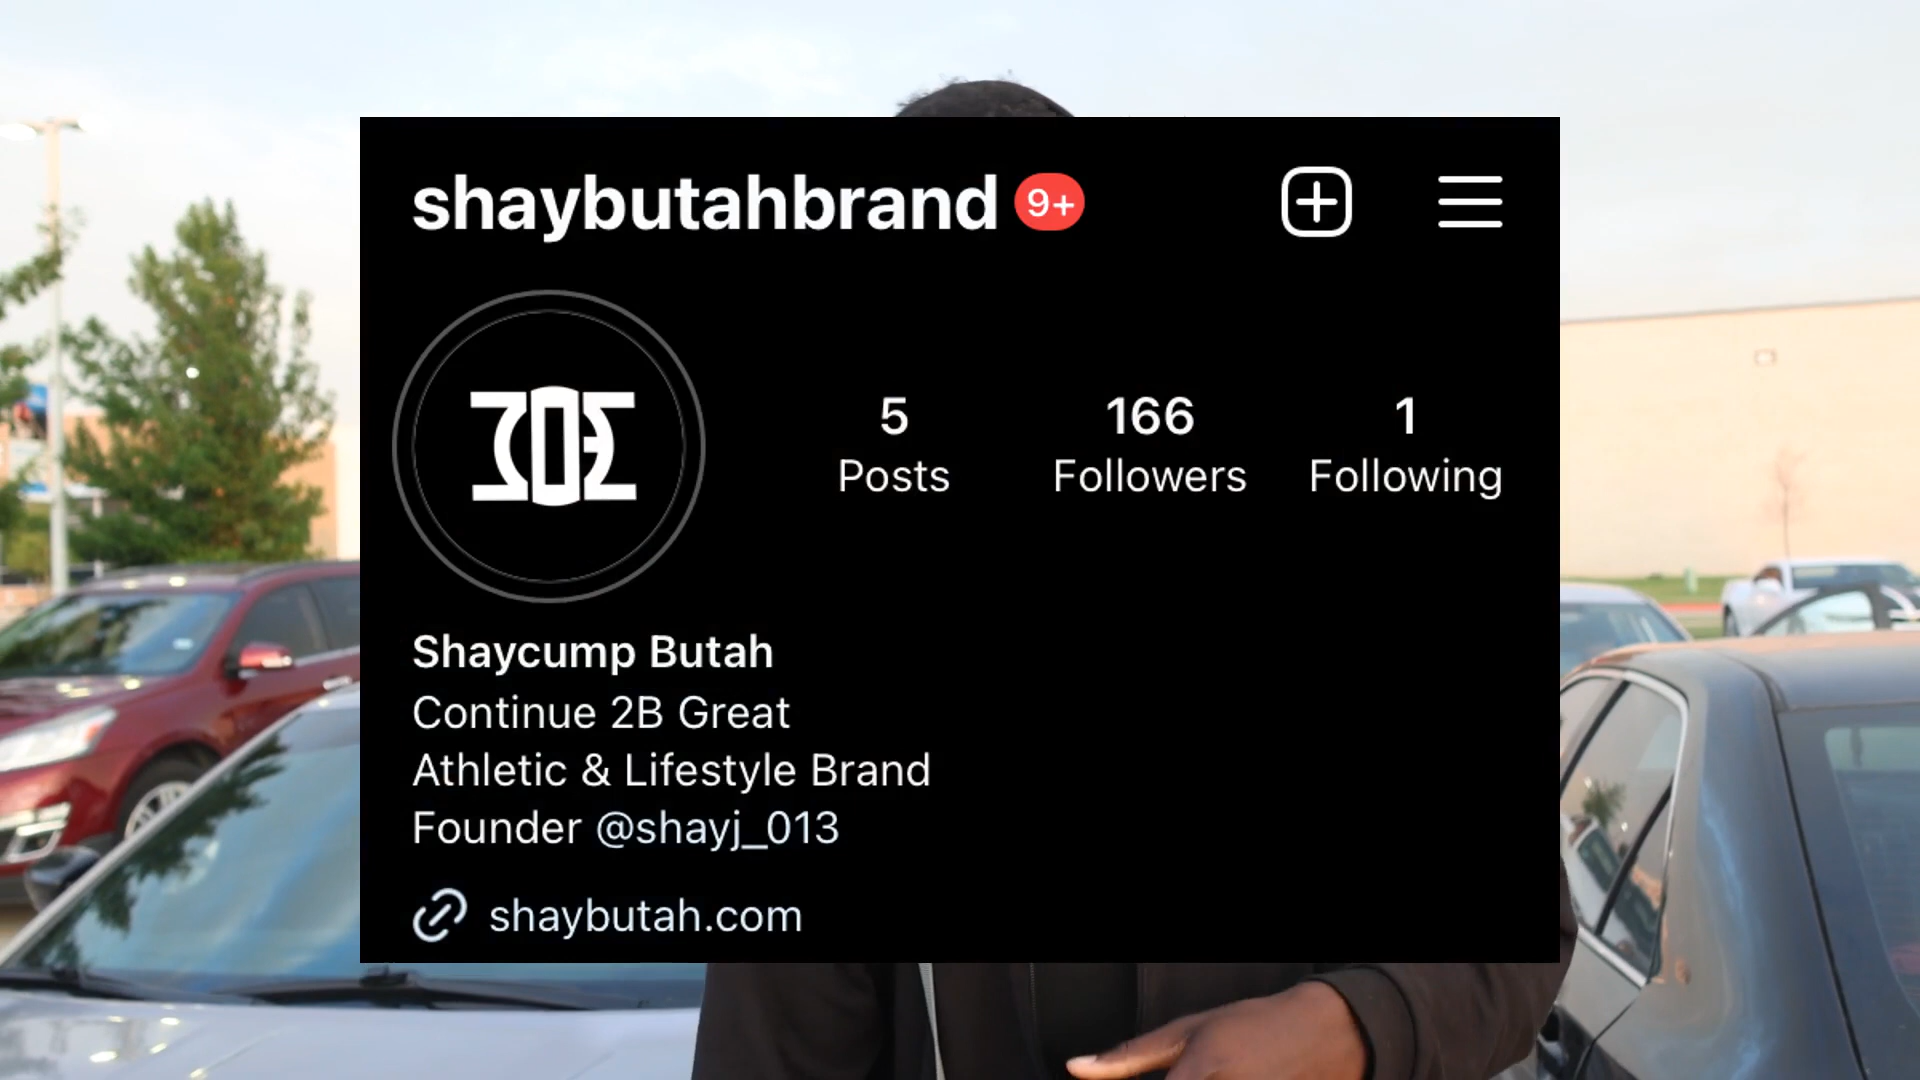 shaybutahbrand 9+
5 166 1
Posts Followers Following
Shaycump Butah
Continue 2B Great
Athletic & Lifestyle Brand
Founder @shayj_013
shaybutah.com